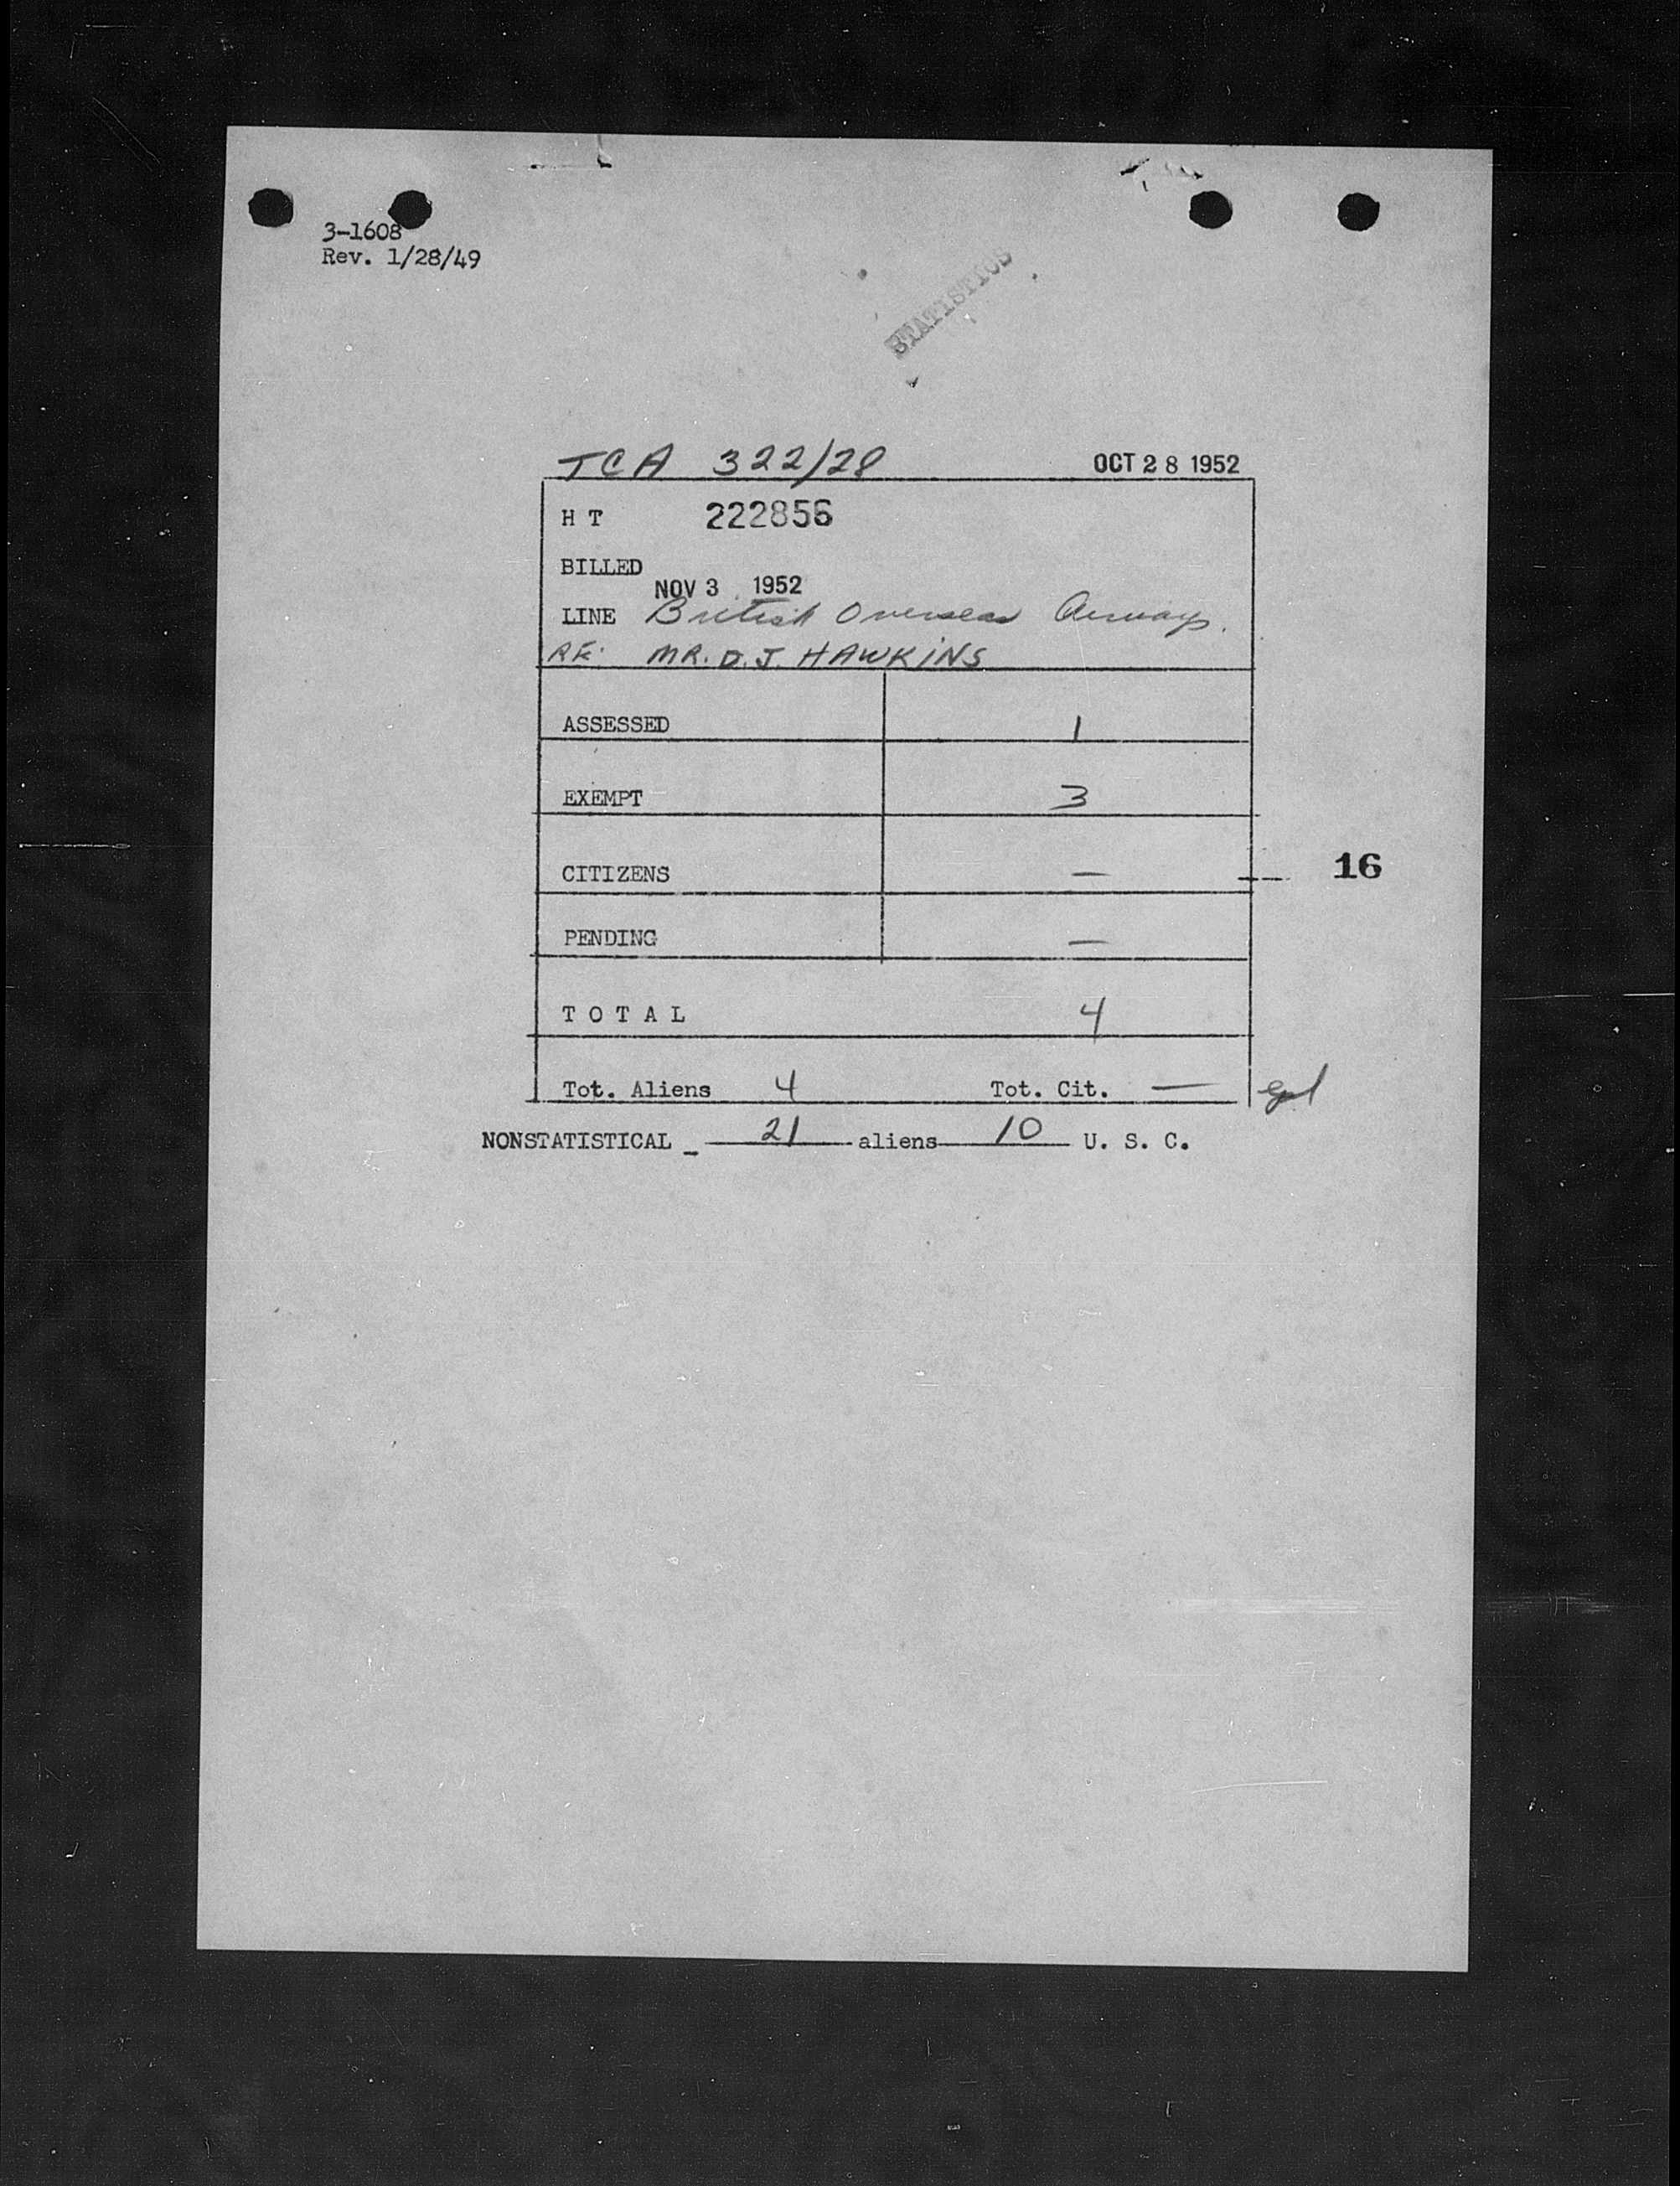 3-1608
Rev. 1/28/49
STATISTICS
TCA 322/28 OCT 28 1952
H T 222856
BILLED
NOV 3 1952
LINE British Overseas Airways.
RE: MR. D. J. HAWKINS
ASSESSED 1
EXEMPT 3
CITIZENS —
16
PENDING —
T O T A L 4
Tot. Aliens 4 Tot. Cit. —
NONSTATISTICAL _ 21 aliens 10 U. S. C.